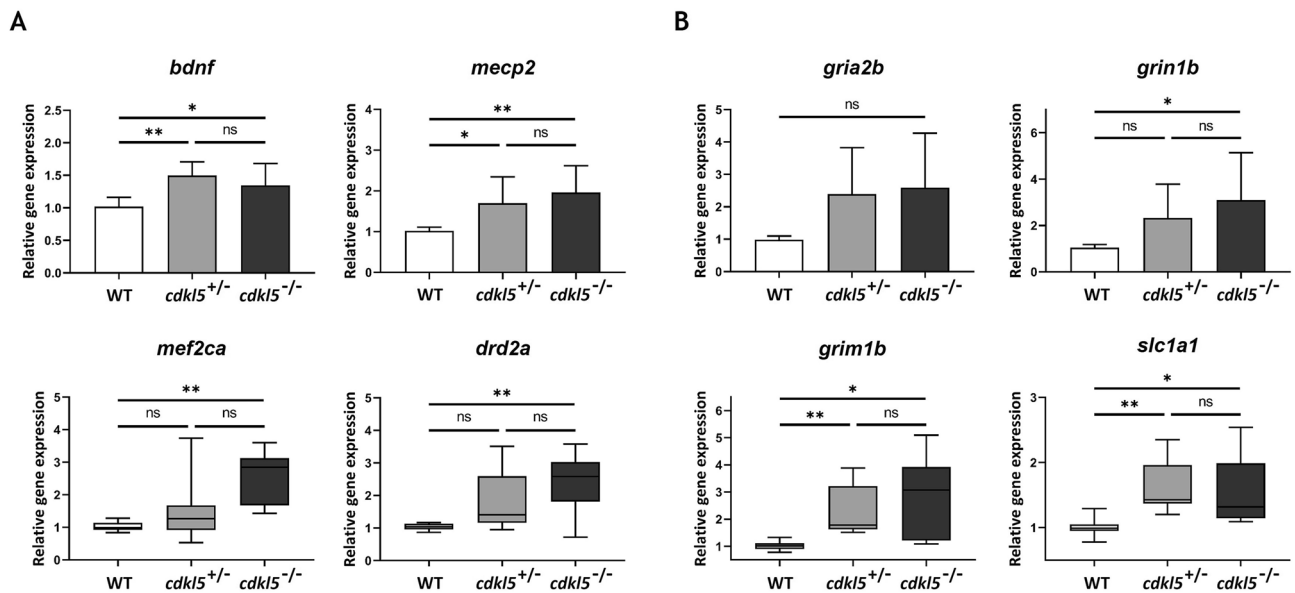 A
B
bdnf
mecp2
gria2b
grin1b
Relative gene expression
2.5
2.0
1.5
1.0
0.5
0.0
*
**
ns
WT
cdkl5+/-
cdkl5-/-
Relative gene expression
4
3
2
1
0
**
*
ns
WT
cdkl5+/-
cdkl5-/-
Relative gene expression
5
4
3
2
1
0
ns
WT
cdkl5+/-
cdkl5-/-
Relative gene expression
6
4
2
0
*
ns
ns
WT
cdkl5+/-
cdkl5-/-
mef2ca
drd2a
grim1b
slc1a1
Relative gene expression
5
4
3
2
1
0
**
ns
ns
WT
cdkl5+/-
cdkl5-/-
Relative gene expression
5
4
3
2
1
0
**
ns
ns
WT
cdkl5+/-
cdkl5-/-
Relative gene expression
6
5
4
3
2
1
*
**
ns
WT
cdkl5+/-
cdkl5-/-
Relative gene expression
3
2
1
*
**
ns
WT
cdkl5+/-
cdkl5-/-